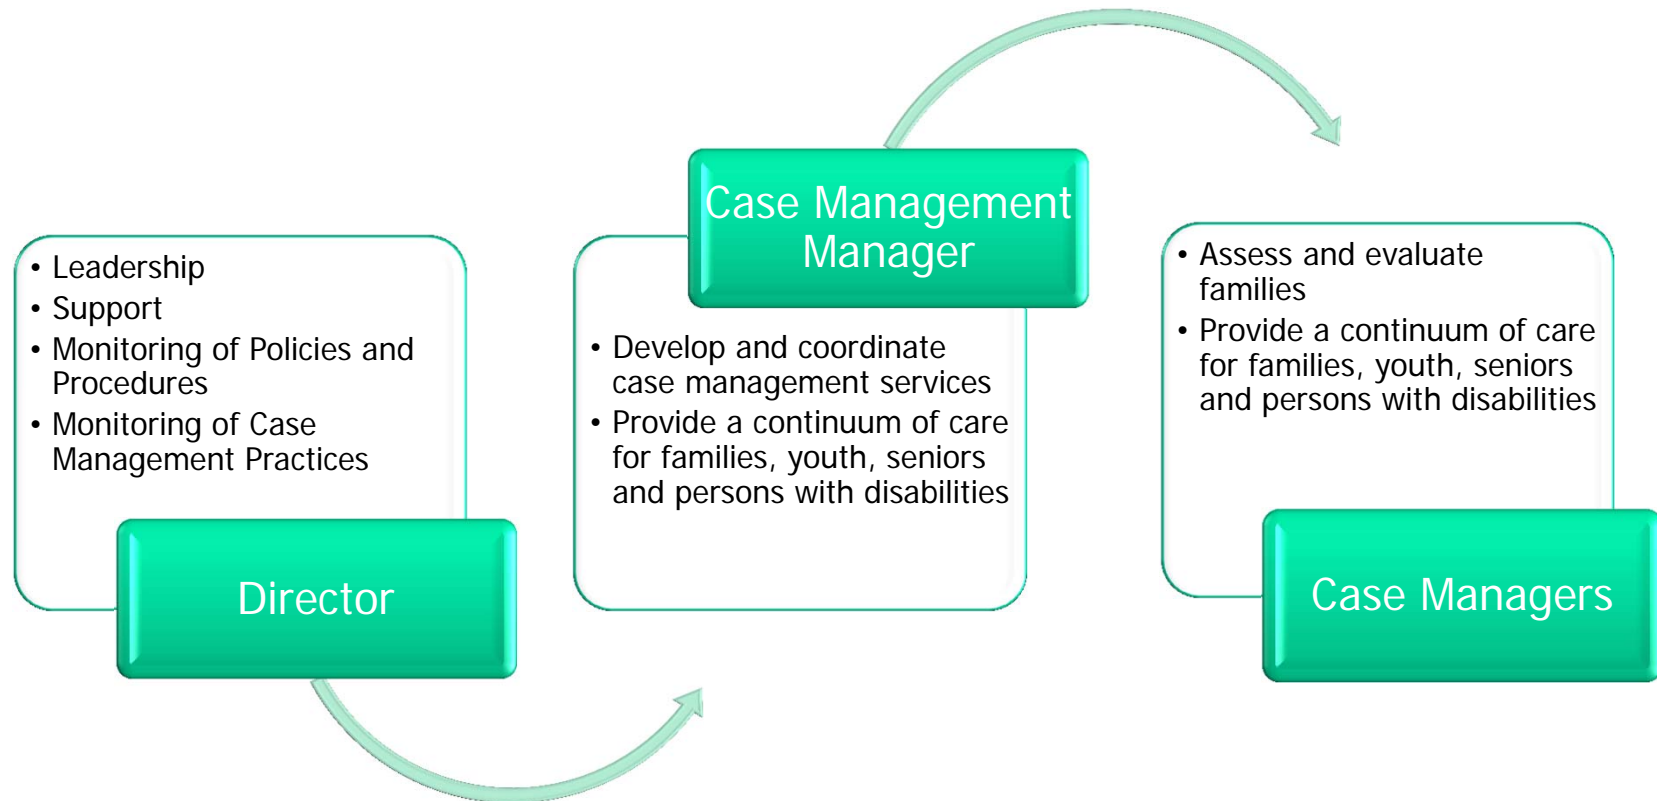 • Leadership
• Support
• Monitoring of Policies and
Procedures
• Monitoring of Case
Management Practices
Director
Case Management
Manager
• Develop and coordinate
case management services
• Provide a continuum of care
for families, youth, seniors
and persons with disabilities
• Assess and evaluate
families
• Provide a continuum of care
for families, youth, seniors
and persons with disabilities
Case Managers